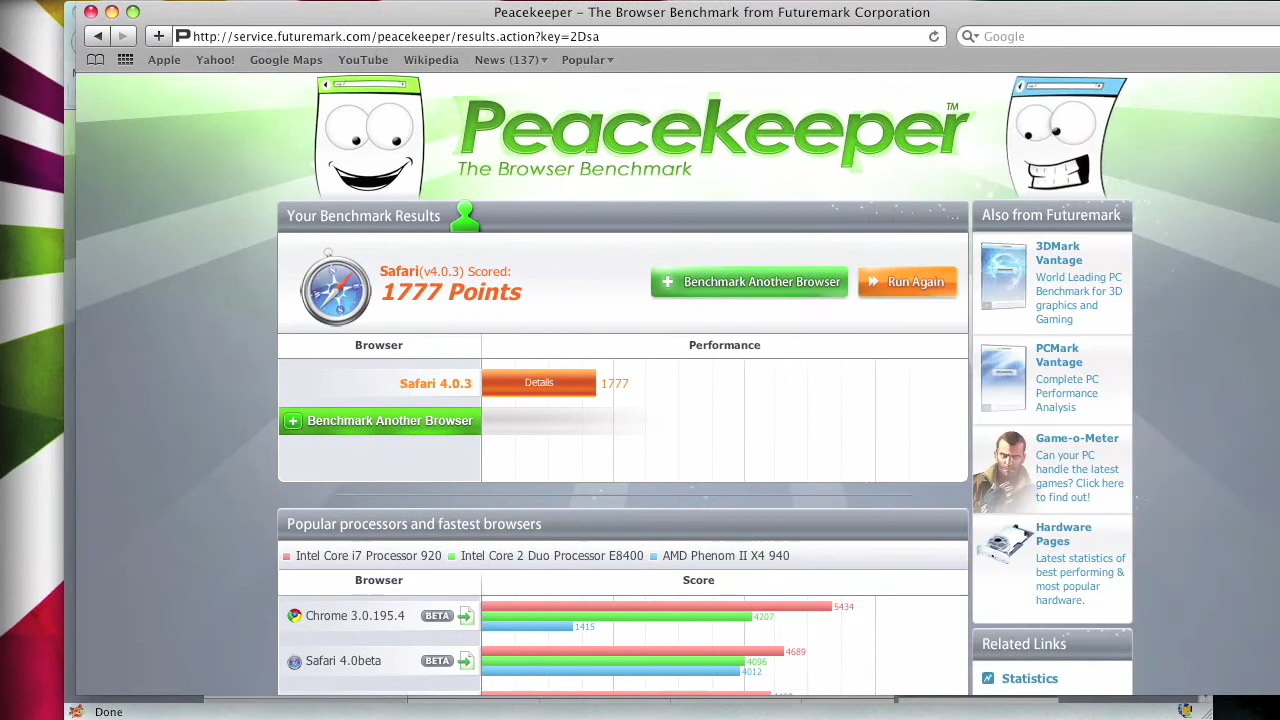 Peacekeeper – The Browser Benchmark from Futuremark Corporation
http://service.futuremark.com/peacekeeper/results.action?key=2Dsa
Google
Apple Yahoo! Google Maps YouTube Wikipedia News (137) Popular
Peacekeeper™
The Browser Benchmark
Your Benchmark Results
Safari(v4.0.3) Scored:
1777 Points
Benchmark Another Browser
Run Again
Browser Performance
Safari 4.0.3 Details 1777
Benchmark Another Browser
Popular processors and fastest browsers
Intel Core i7 Processor 920 Intel Core 2 Duo Processor E8400 AMD Phenom II X4 940
Browser Score
Chrome 3.0.195.4 BETA
5434
4207
1415
Safari 4.0beta BETA
4689
4096
4012
Also from Futuremark
3DMark
Vantage
World Leading PC
Benchmark for 3D
graphics and
Gaming
PCMark
Vantage
Complete PC
Performance
Analysis
Game-o-Meter
Can your PC
handle the latest
games? Click here
to find out!
Hardware
Pages
Latest statistics of
best performing &
most popular
hardware.
Related Links
Statistics
Done